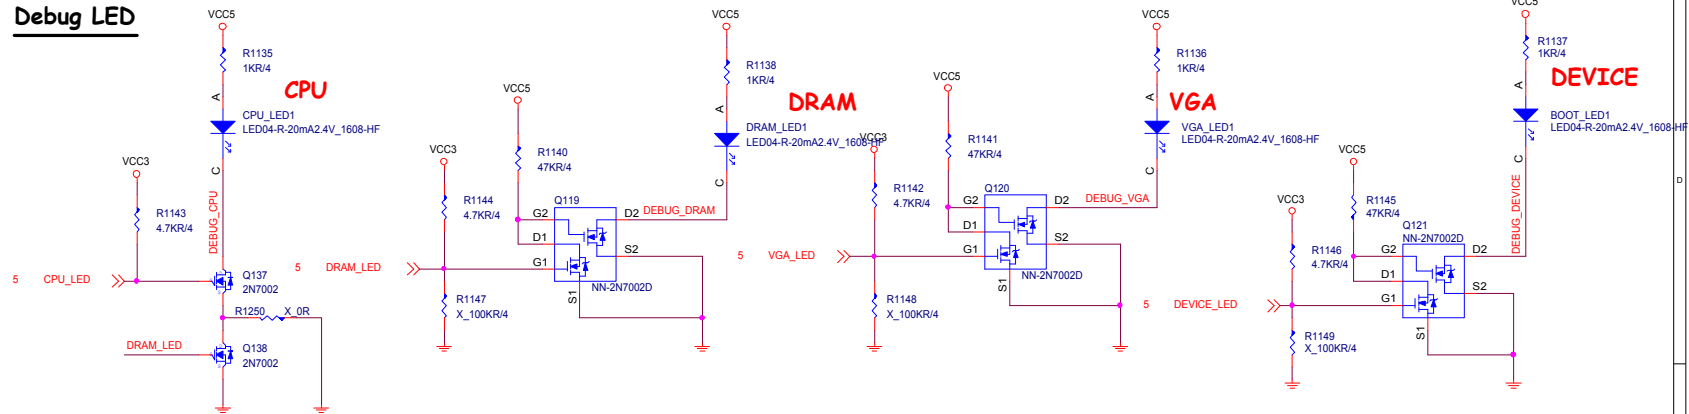 Debug LED
VCC5
R1135
1KR/4
CPU
A
CPU_LED1
LED04-R-20mA2.4V_1608-HF
C
VCC3
R1143
4.7KR/4
DEBUG_CPU
5 CPU_LED
Q137
2N7002
R1250 X_0R
DRAM_LED
Q138
2N7002
VCC5
R1138
1KR/4
DRAM
A
DRAM_LED1
LED04-R-20mA2.4V_1608-HF
C
VCC5
R1140
47KR/4
VCC3
R1144
4.7KR/4
Q119
G2 D2 DEBUG_DRAM
D1
S2
5 DRAM_LED
G1
S1
NN-2N7002D
R1147
X_100KR/4
VCC5
R1136
1KR/4
VGA
A
VGA_LED1
LED04-R-20mA2.4V_1608-HF
C
VCC5
R1141
47KR/4
VCC3
R1142
4.7KR/4
Q120
G2 D2 DEBUG_VGA
D1
S2
5 VGA_LED
G1
S1
NN-2N7002D
R1148
X_100KR/4
VCC5
R1137
1KR/4
DEVICE
A
BOOT_LED1
LED04-R-20mA2.4V_1608-HF
C
VCC5
R1145
47KR/4
VCC3
R1146
4.7KR/4
Q121
NN-2N7002D
G2 D2
DEBUG_DEVICE
D1
S2
5 DEVICE_LED
G1
S1
R1149
X_100KR/4
D